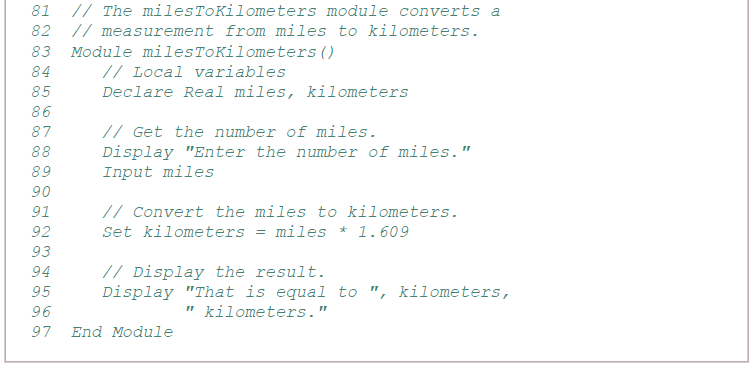 81 // The milesToKilometers module converts a
82 // measurement from miles to kilometers.
83 Module milesToKilometers()
84    // Local variables
85    Declare Real miles, kilometers
86
87    // Get the number of miles.
88    Display "Enter the number of miles."
89    Input miles
90
91    // Convert the miles to kilometers.
92    Set kilometers = miles * 1.609
93
94    // Display the result.
95    Display "That is equal to ", kilometers,
96            " kilometers."
97 End Module